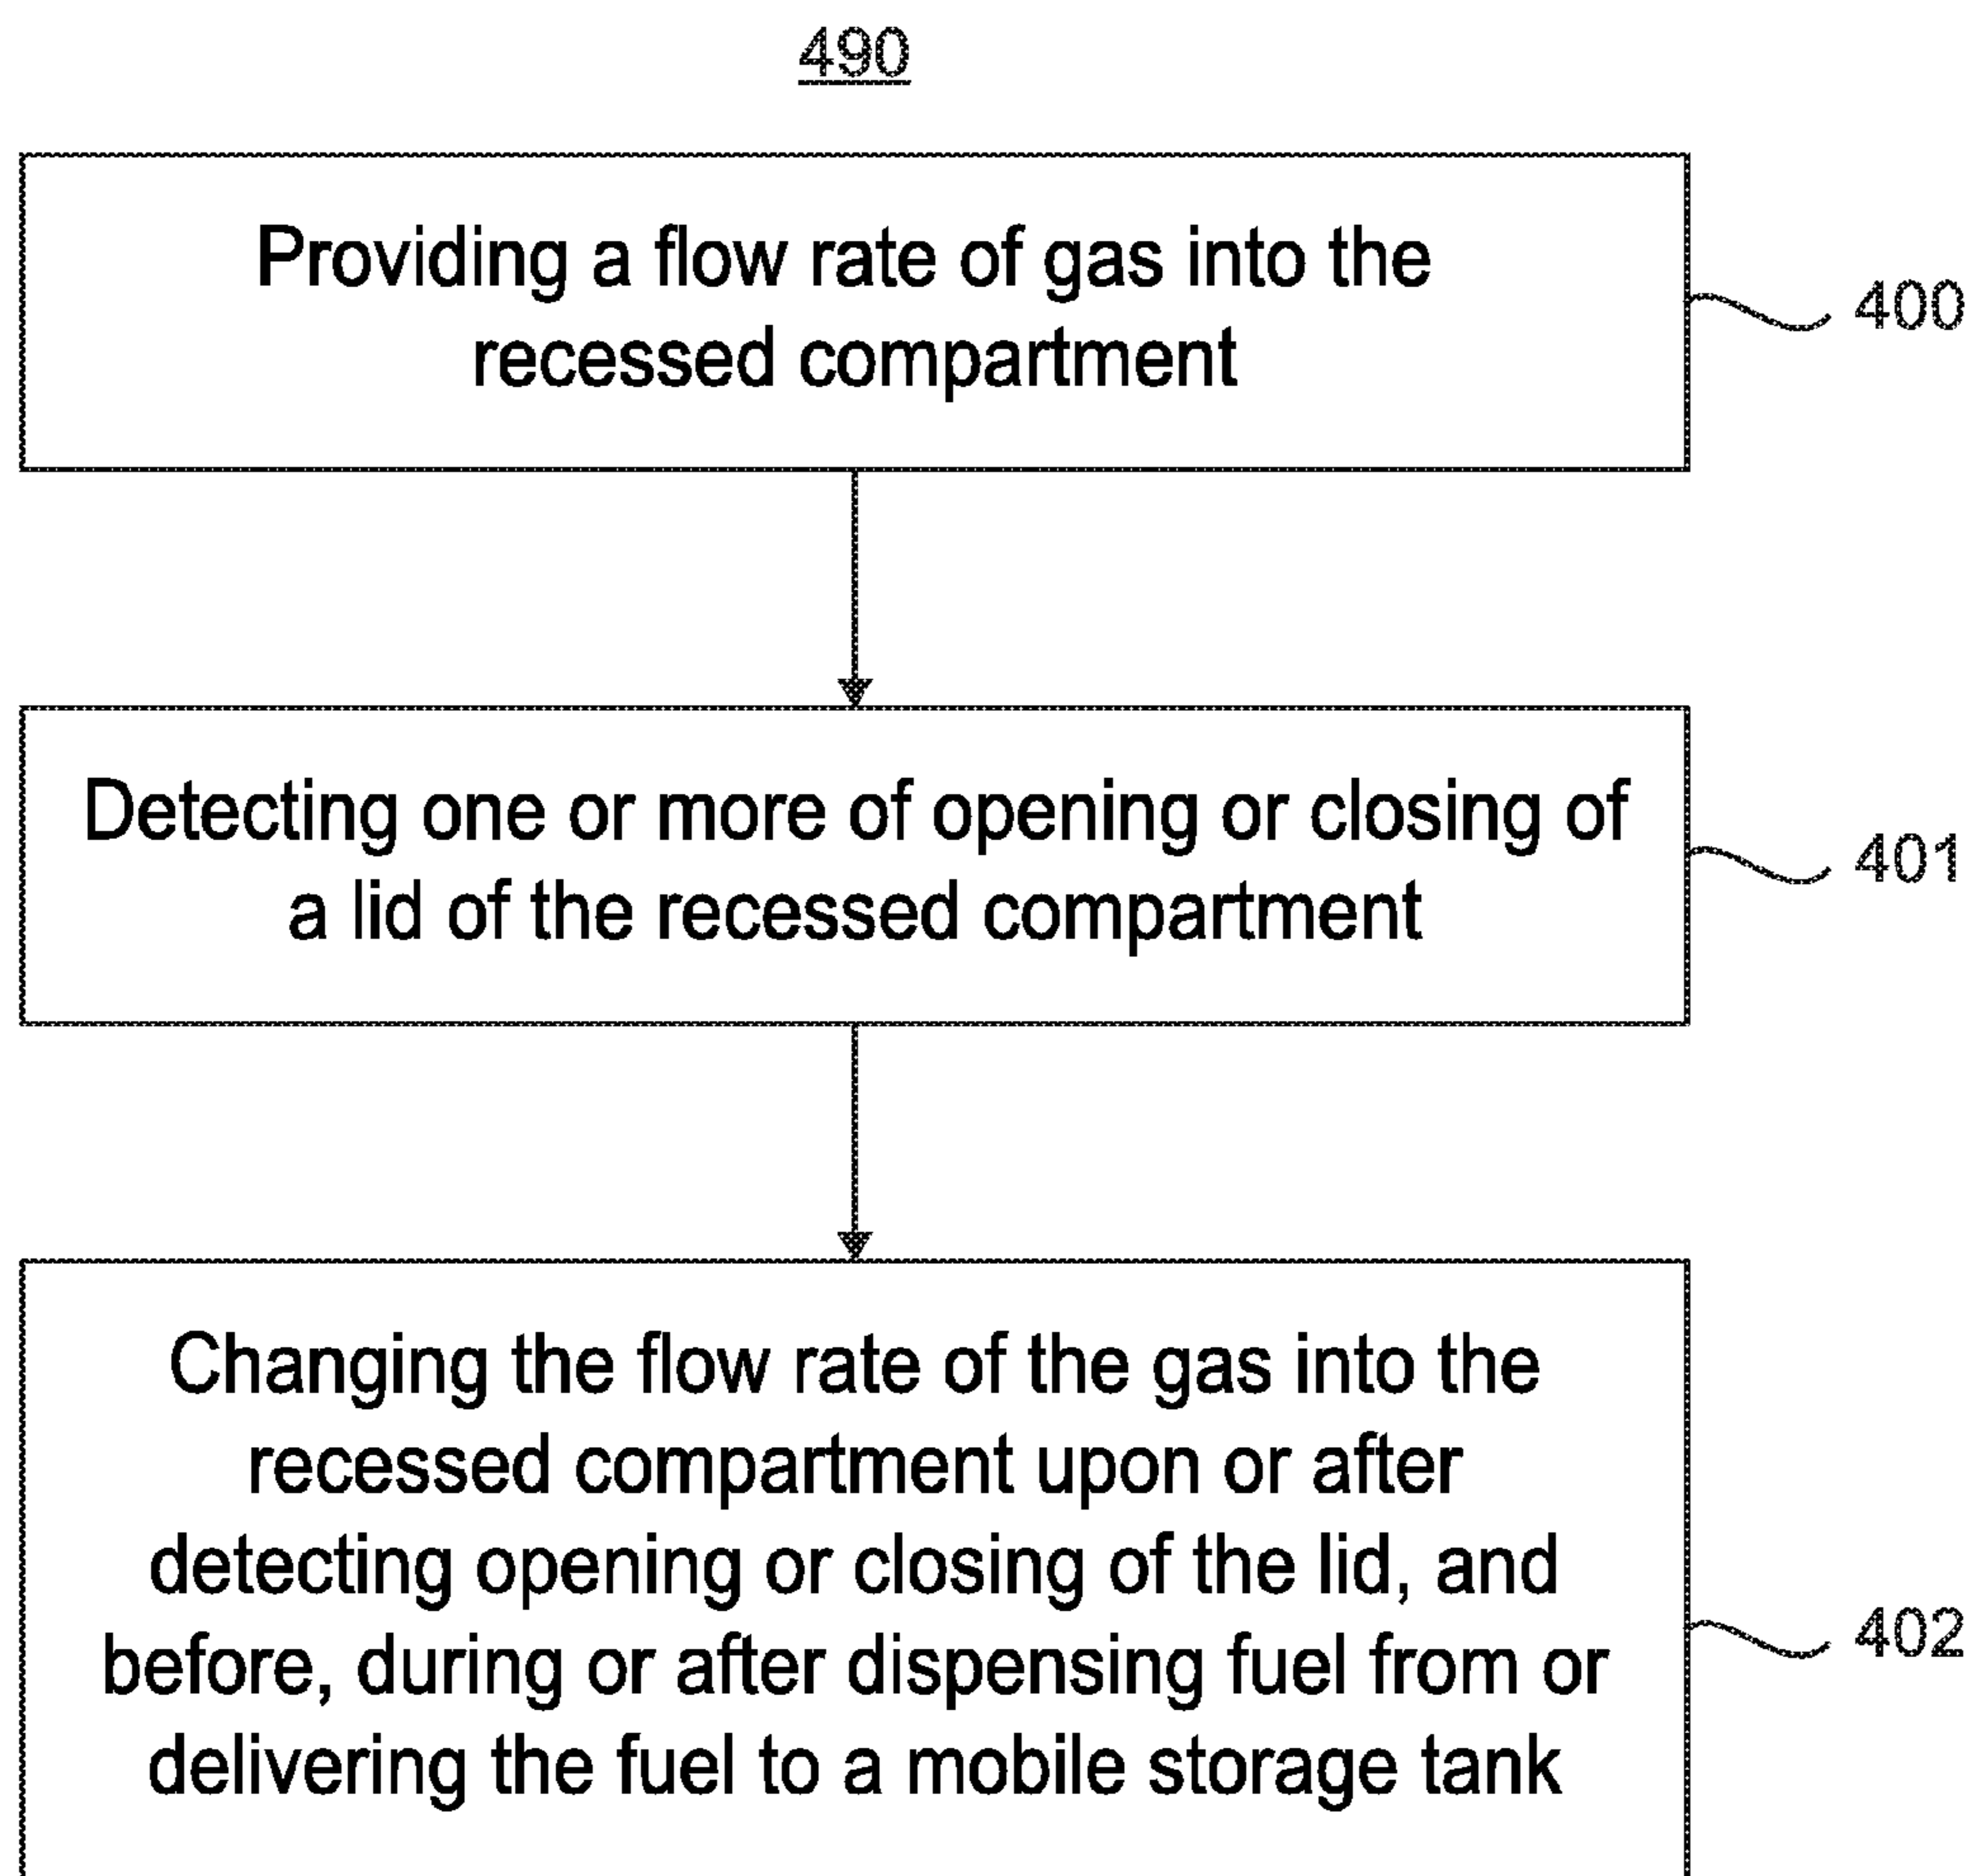 490
Providing a flow rate of gas into the
recessed compartment
400
Detecting one or more of opening or closing of
a lid of the recessed compartment
401
Changing the flow rate of the gas into the
recessed compartment upon or after
detecting opening or closing of the lid, and
before, during or after dispensing fuel from or
delivering the fuel to a mobile storage tank
402